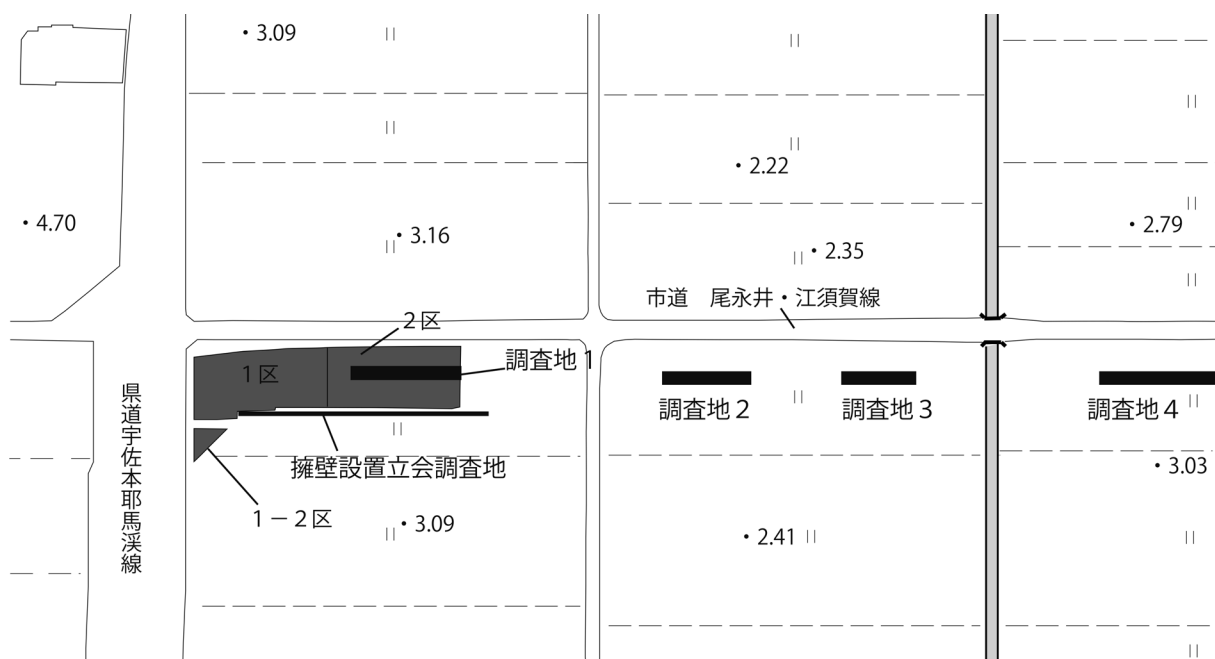 ・3.09
・2.22
・4.70
・3.16
・2.35
・2.79
市道　尾永井・江須賀線
2区
1区
調査地1
調査地2
調査地3
調査地4
県道宇佐本耶馬渓線
擁壁設置立会調査地
1－2区
・3.09
・2.41
・3.03